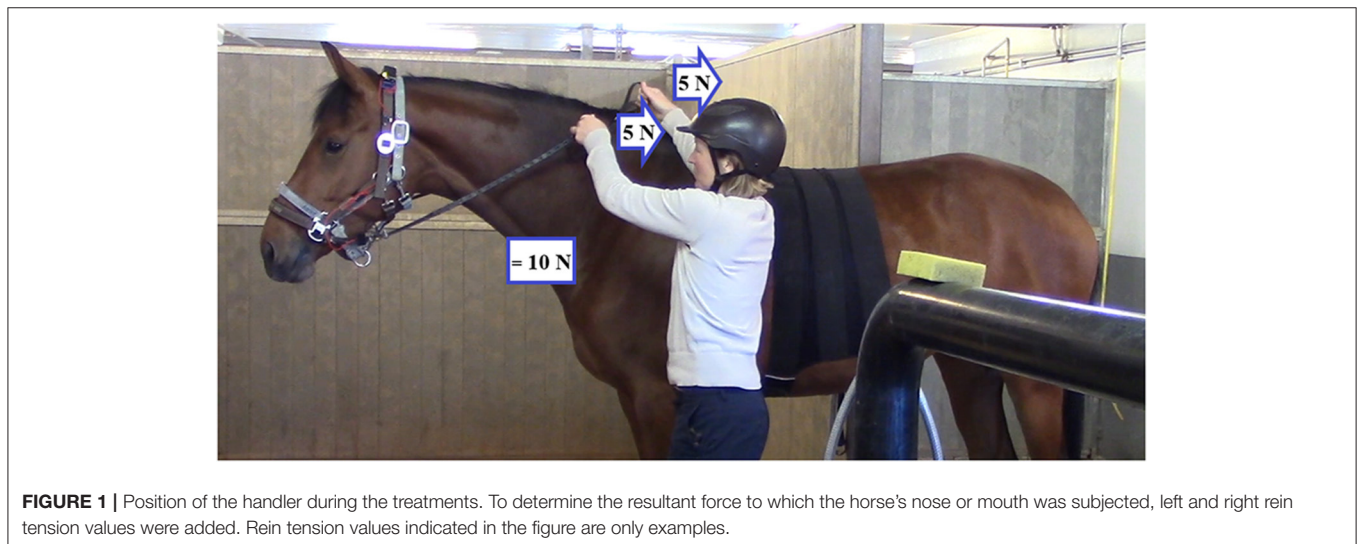 5 N
5 N
= 10 N
FIGURE 1 | Position of the handler during the treatments. To determine the resultant force to which the horse's nose or mouth was subjected, left and right rein
tension values were added. Rein tension values indicated in the figure are only examples.